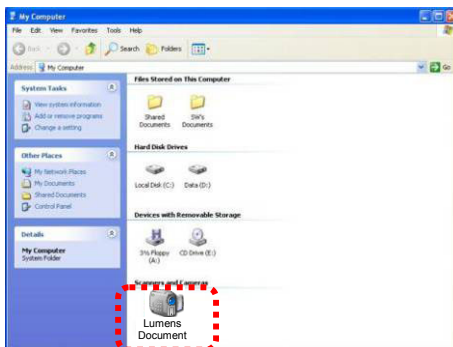 My Computer
File Edit View Favorites Tools Help
Back Search Folders
Address My Computer Go
System Tasks
View system information
Add or remove programs
Change a setting
Other Places
My Network Places
My Documents
Shared Documents
Control Panel
Details
My Computer
System Folder
Files Stored on This Computer
Shared Documents
SW's Documents
Hard Disk Drives
Local Disk (C:) Data (D:)
Devices with Removable Storage
3½ Floppy (A:)
CD Drive (E:)
Scanners and Cameras
Lumens
Document